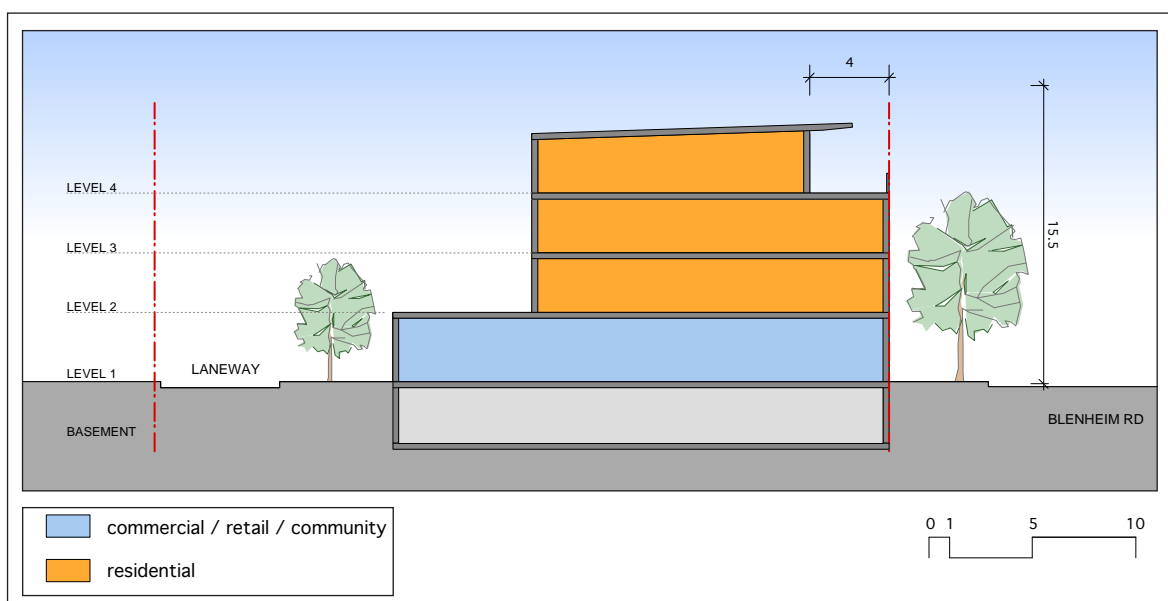 4
15.5
LEVEL 4
LEVEL 3
LEVEL 2
LEVEL 1
LANEWAY
BASEMENT
BLENHEIM RD
commercial / retail / community
residential
0 1 5 10